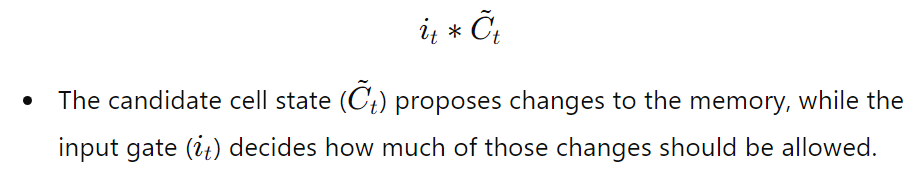 $i_t * \tilde{C}_t$
• The candidate cell state ($\tilde{C}_t$) proposes changes to the memory, while the
input gate ($i_t$) decides how much of those changes should be allowed.